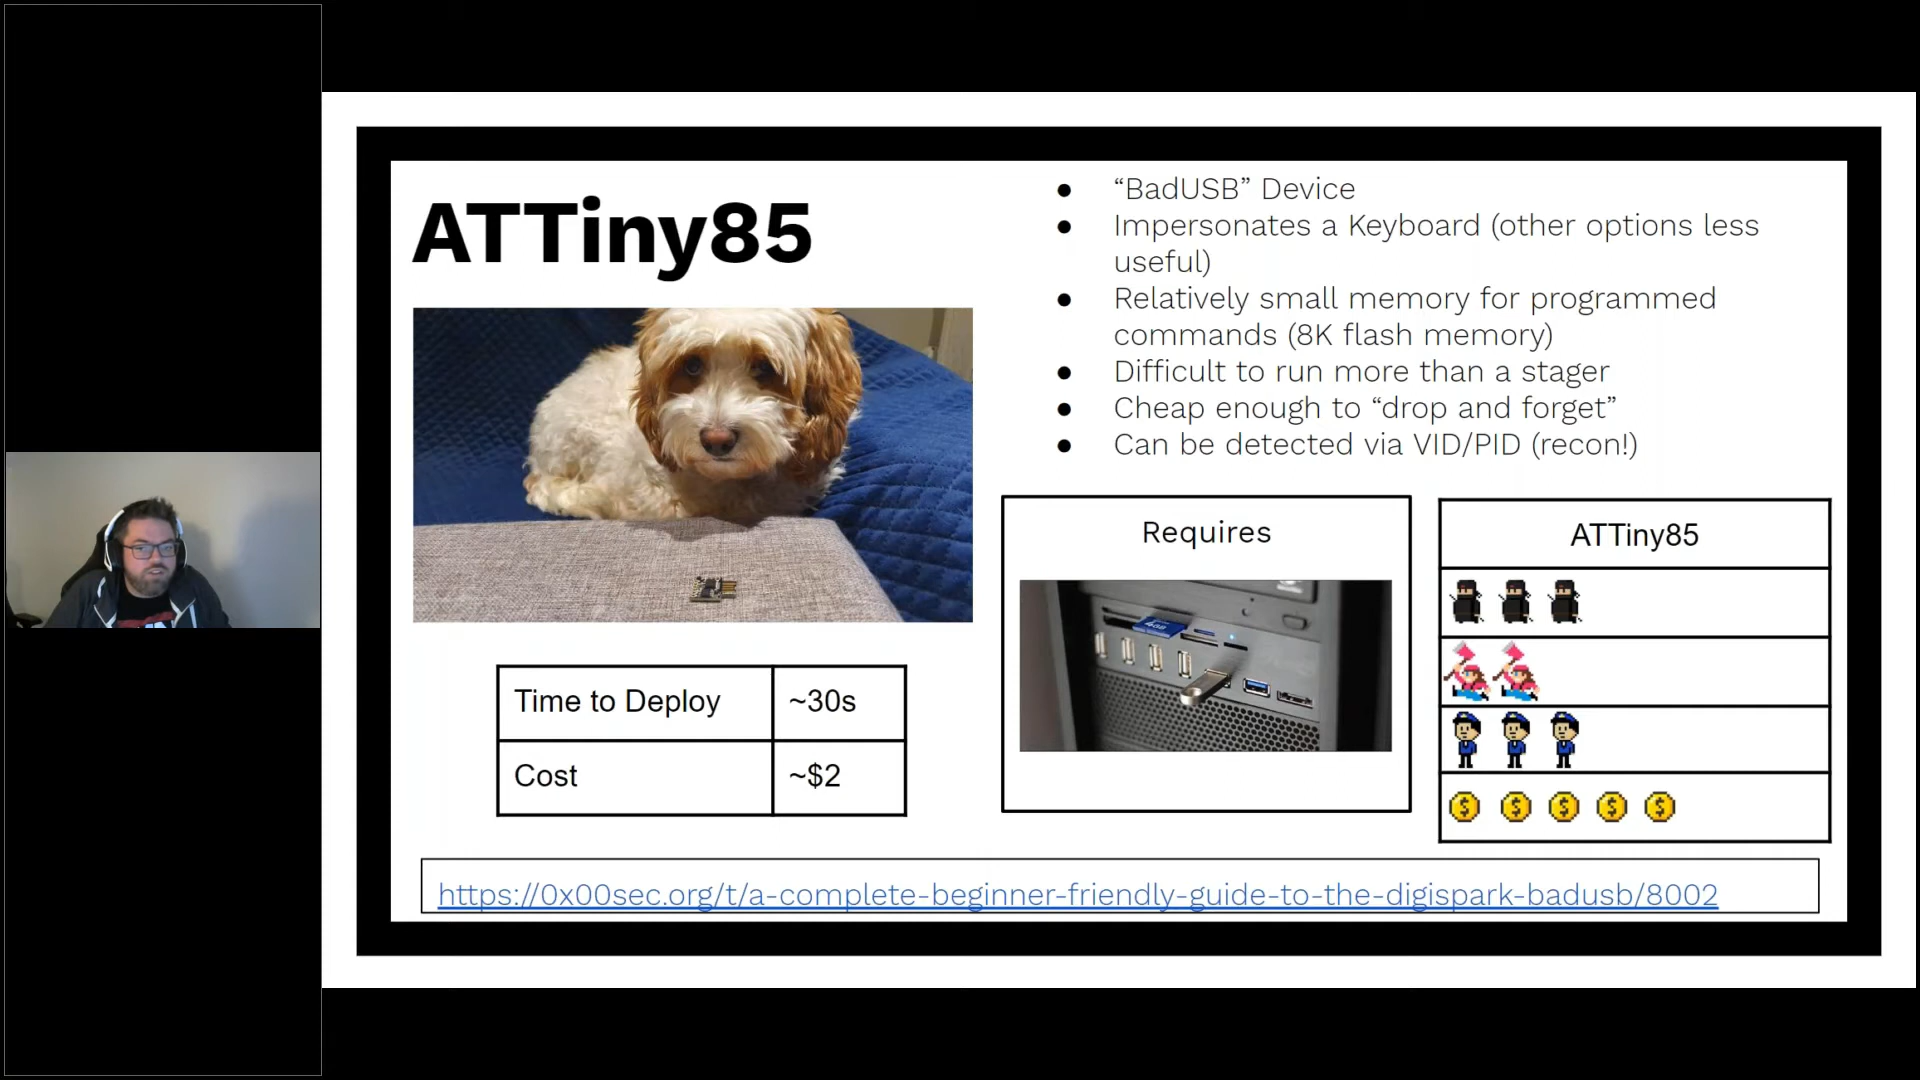 ATTiny85
● “BadUSB” Device
● Impersonates a Keyboard (other options less
useful)
● Relatively small memory for programmed
commands (8K flash memory)
● Difficult to run more than a stager
● Cheap enough to “drop and forget”
● Can be detected via VID/PID (recon!)
Time to Deploy ~30s
Cost ~$2
Requires
ATTiny85
https://0x00sec.org/t/a-complete-beginner-friendly-guide-to-the-digispark-badusb/8002